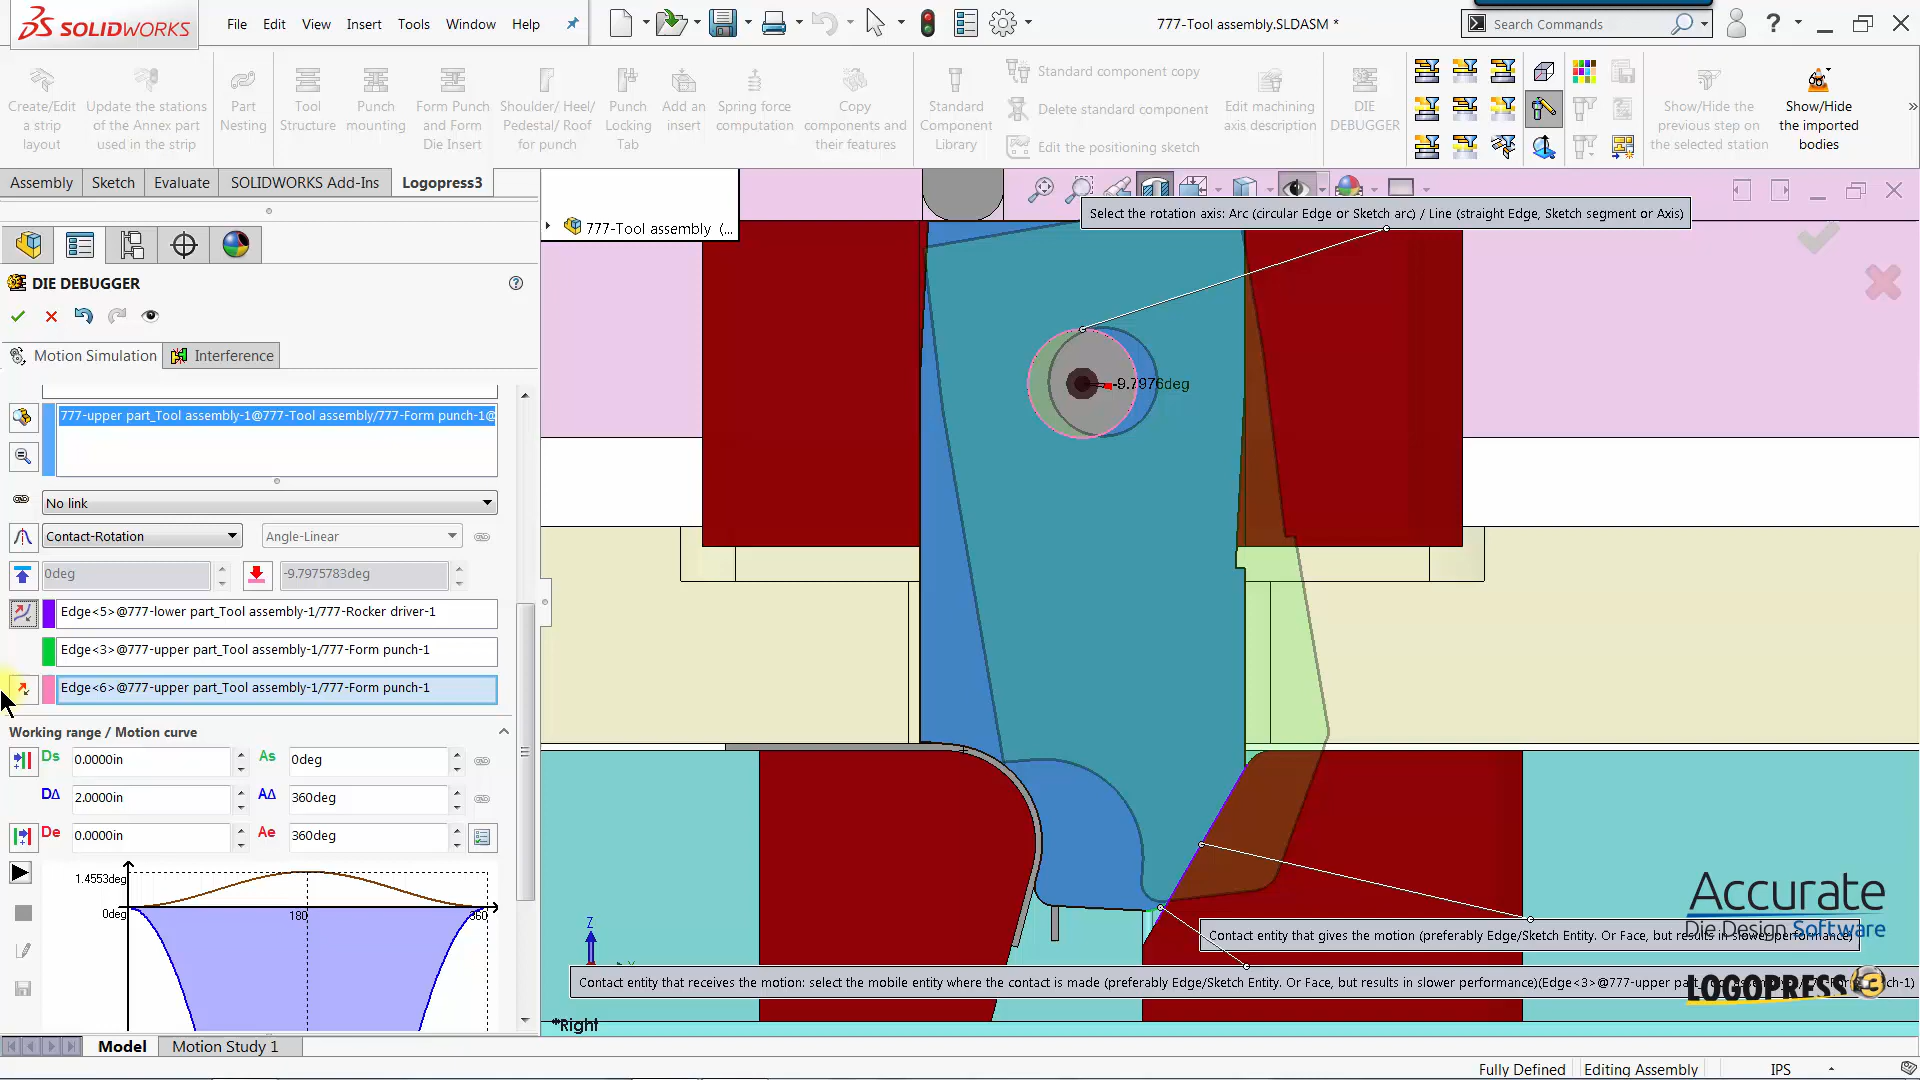 SOLIDWORKS
File Edit View Insert Tools Window Help
777-Tool assembly.SLDASM *
Search Commands
Create/Edit a strip layout
Update the stations of the Annex part used in the strip
Part Nesting
Tool Structure
Punch mounting
Form Punch and Form Die Insert
Shoulder/ Heel/ Pedestal/ Roof for punch
Punch Locking Tab
Add an insert
Spring force computation
Copy components and their features
Standard Component Library
Standard component copy
Delete standard component
Edit the positioning sketch
Edit machining axis description
DIE DEBUGGER
Show/Hide the previous step on the selected station
Show/Hide the imported bodies
Assembly Sketch Evaluate SOLIDWORKS Add-Ins Logopress3
777-Tool assembly (...
Select the rotation axis: Arc (circular Edge or Sketch arc) / Line (straight Edge, Sketch segment or Axis)
DIE DEBUGGER
Motion Simulation Interference
777-upper part_Tool assembly-1@777-Tool assembly/777-Form punch-1@
No link
Contact-Rotation Angle-Linear
0deg -9.7975783deg
Edge<5>@777-lower part_Tool assembly-1/777-Rocker driver-1
Edge<3>@777-upper part_Tool assembly-1/777-Form punch-1
Edge<6>@777-upper part_Tool assembly-1/777-Form punch-1
Working range / Motion curve
Ds 0.0000in As 0deg
DΔ 2.0000in AΔ 360deg
De 0.0000in Ae 360deg
1.4553deg
0deg
180
360
-9.7976deg
Accurate
Die Design Software
Contact entity that gives the motion (preferably Edge/Sketch Entity. Or Face, but results in slower performance)
Contact entity that receives the motion: select the mobile entity where the contact is made (preferably Edge/Sketch Entity. Or Face, but results in slower performance)(Edge<3>@777-upper part_Tool assembly-1/777-Form punch-1)
LOGOPRESS3
Z
*Right
Model Motion Study 1
Fully Defined Editing Assembly IPS